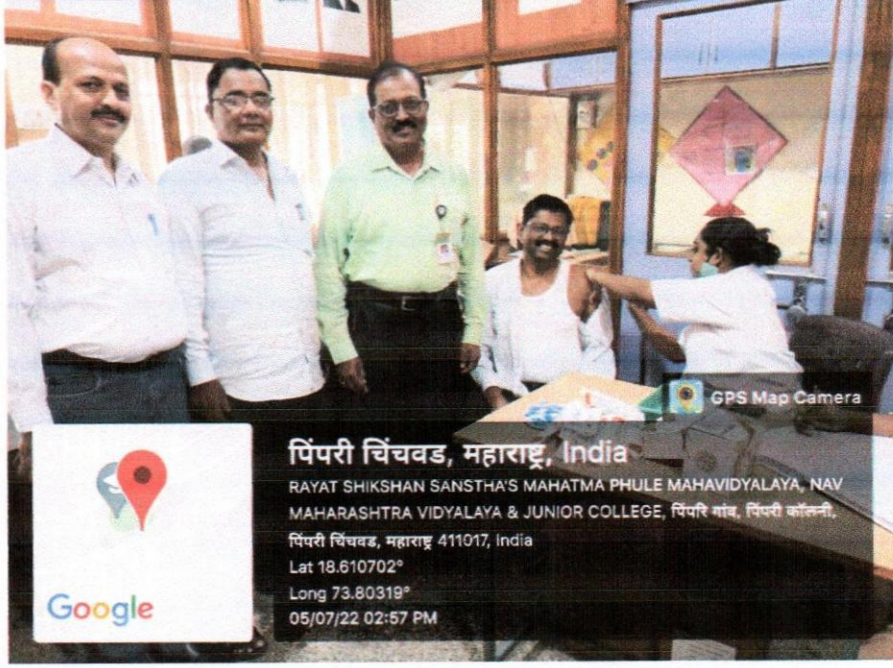 GPS Map Camera
पिंपरी चिंचवड, महाराष्ट्र, India
RAYAT SHIKSHAN SANSTHA'S MAHATMA PHULE MAHAVIDYALAYA, NAV
MAHARASHTRA VIDYALAYA & JUNIOR COLLEGE, पिंपरि गांव, पिंपरी कॉलनी,
पिंपरी चिंचवड, महाराष्ट्र 411017, India
Lat 18.610702°
Long 73.80319°
05/07/22 02:57 PM
Google